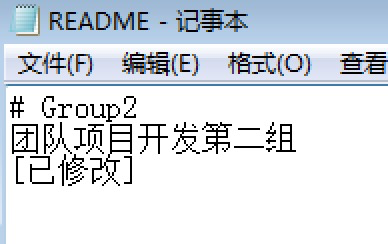 README - 记事本
文件(F) 编辑(E) 格式(O) 查看
# Group2
团队项目开发第二组
[已修改]